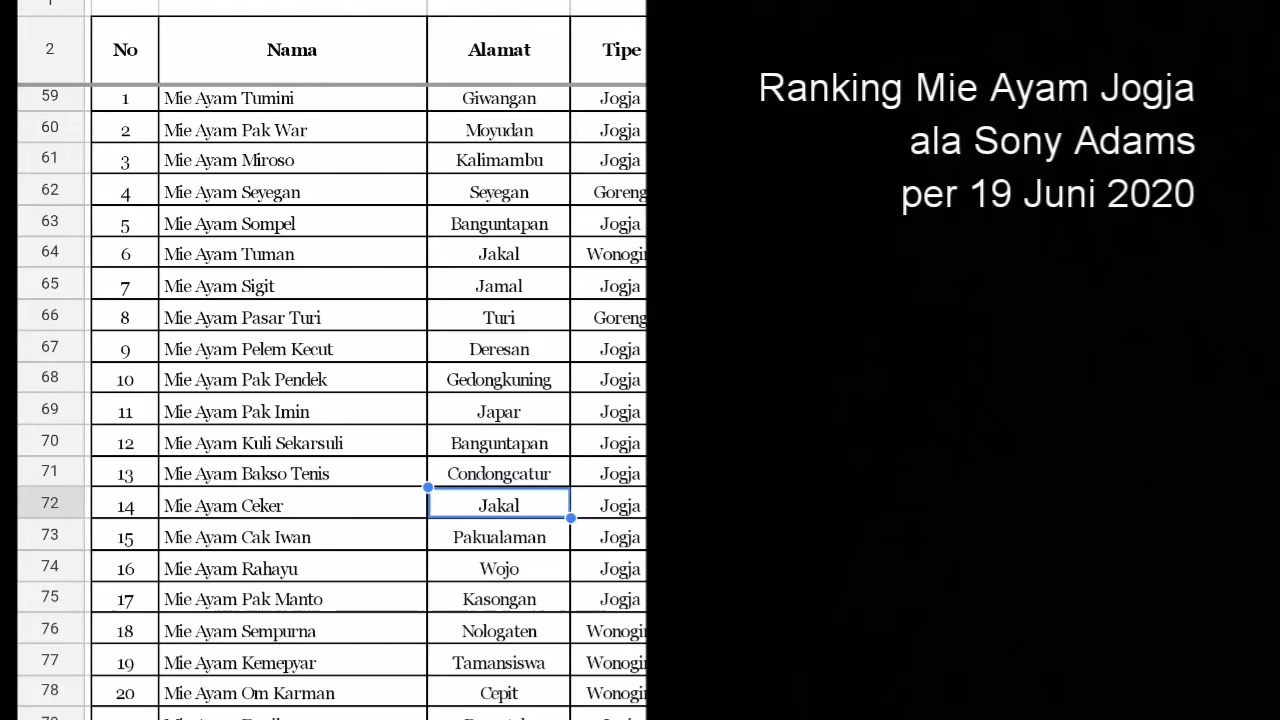 2 No Nama Alamat Tipe
59 1 Mie Ayam Tumini Giwangan Jogja
60 2 Mie Ayam Pak War Moyudan Jogja
61 3 Mie Ayam Miroso Kalimambu Jogja
62 4 Mie Ayam Seyegan Seyegan Goreng
63 5 Mie Ayam Sompel Banguntapan Jogja
64 6 Mie Ayam Tuman Jakal Wonogir
65 7 Mie Ayam Sigit Jamal Jogja
66 8 Mie Ayam Pasar Turi Turi Goreng
67 9 Mie Ayam Pelem Kecut Deresan Jogja
68 10 Mie Ayam Pak Pendek Gedongkuning Jogja
69 11 Mie Ayam Pak Imin Japar Jogja
70 12 Mie Ayam Kuli Sekarsuli Banguntapan Jogja
71 13 Mie Ayam Bakso Tenis Condongcatur Jogja
72 14 Mie Ayam Ceker Jakal Jogja
73 15 Mie Ayam Cak Iwan Pakualaman Jogja
74 16 Mie Ayam Rahayu Wojo Jogja
75 17 Mie Ayam Pak Manto Kasongan Jogja
76 18 Mie Ayam Sempurna Nologaten Wonogir
77 19 Mie Ayam Kemepyar Tamansiswa Wonogir
78 20 Mie Ayam Om Karman Cepit Wonogir
Ranking Mie Ayam Jogja
ala Sony Adams
per 19 Juni 2020